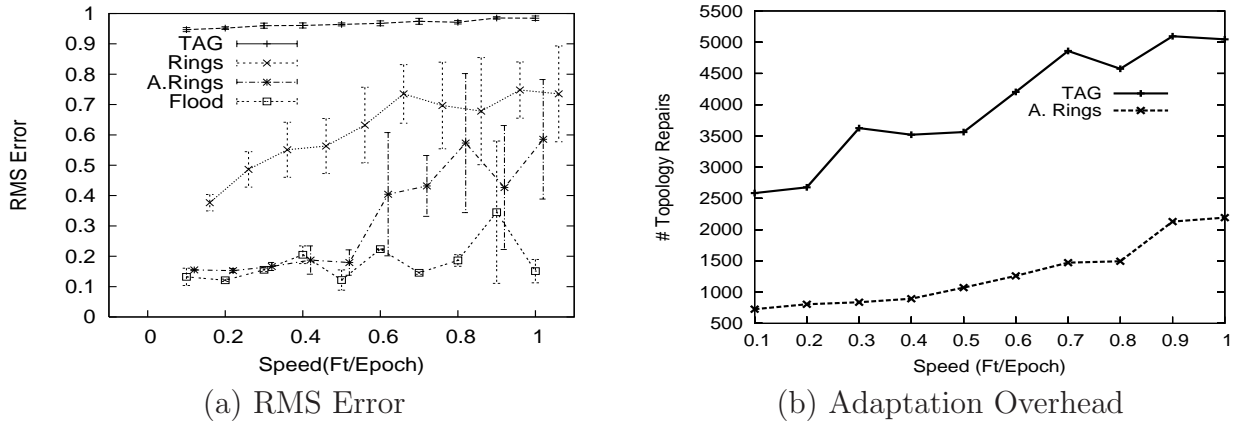 1
0.9
0.8
0.7
0.6
0.5
0.4
0.3
0.2
0.1
0
RMS Error
TAG
Rings
A.Rings
Flood
0 0.2 0.4 0.6 0.8 1
Speed(Ft/Epoch)
(a) RMS Error
5500
5000
4500
4000
3500
3000
2500
2000
1500
1000
500
# Topology Repairs
TAG
A. Rings
0.1 0.2 0.3 0.4 0.5 0.6 0.7 0.8 0.9 1
Speed (Ft/Epoch)
(b) Adaptation Overhead